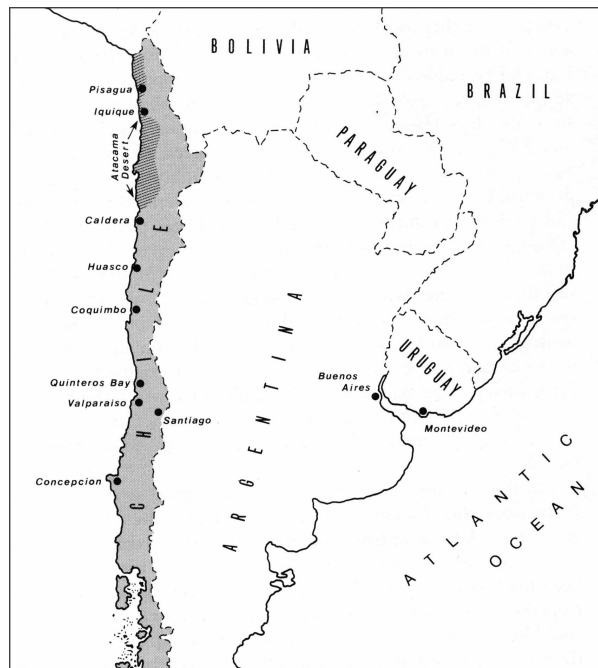 BOLIVIA
BRAZIL
Pisagua
Iquique
Atacama
Desert
PARAGUAY
Caldera
CHILE
Huasco
ARGENTINA
Coquimbo
URUGUAY
Quinteros Bay
Buenos
Aires
Valparaiso
Santiago
Montevideo
Concepcion
ATLANTIC
OCEAN